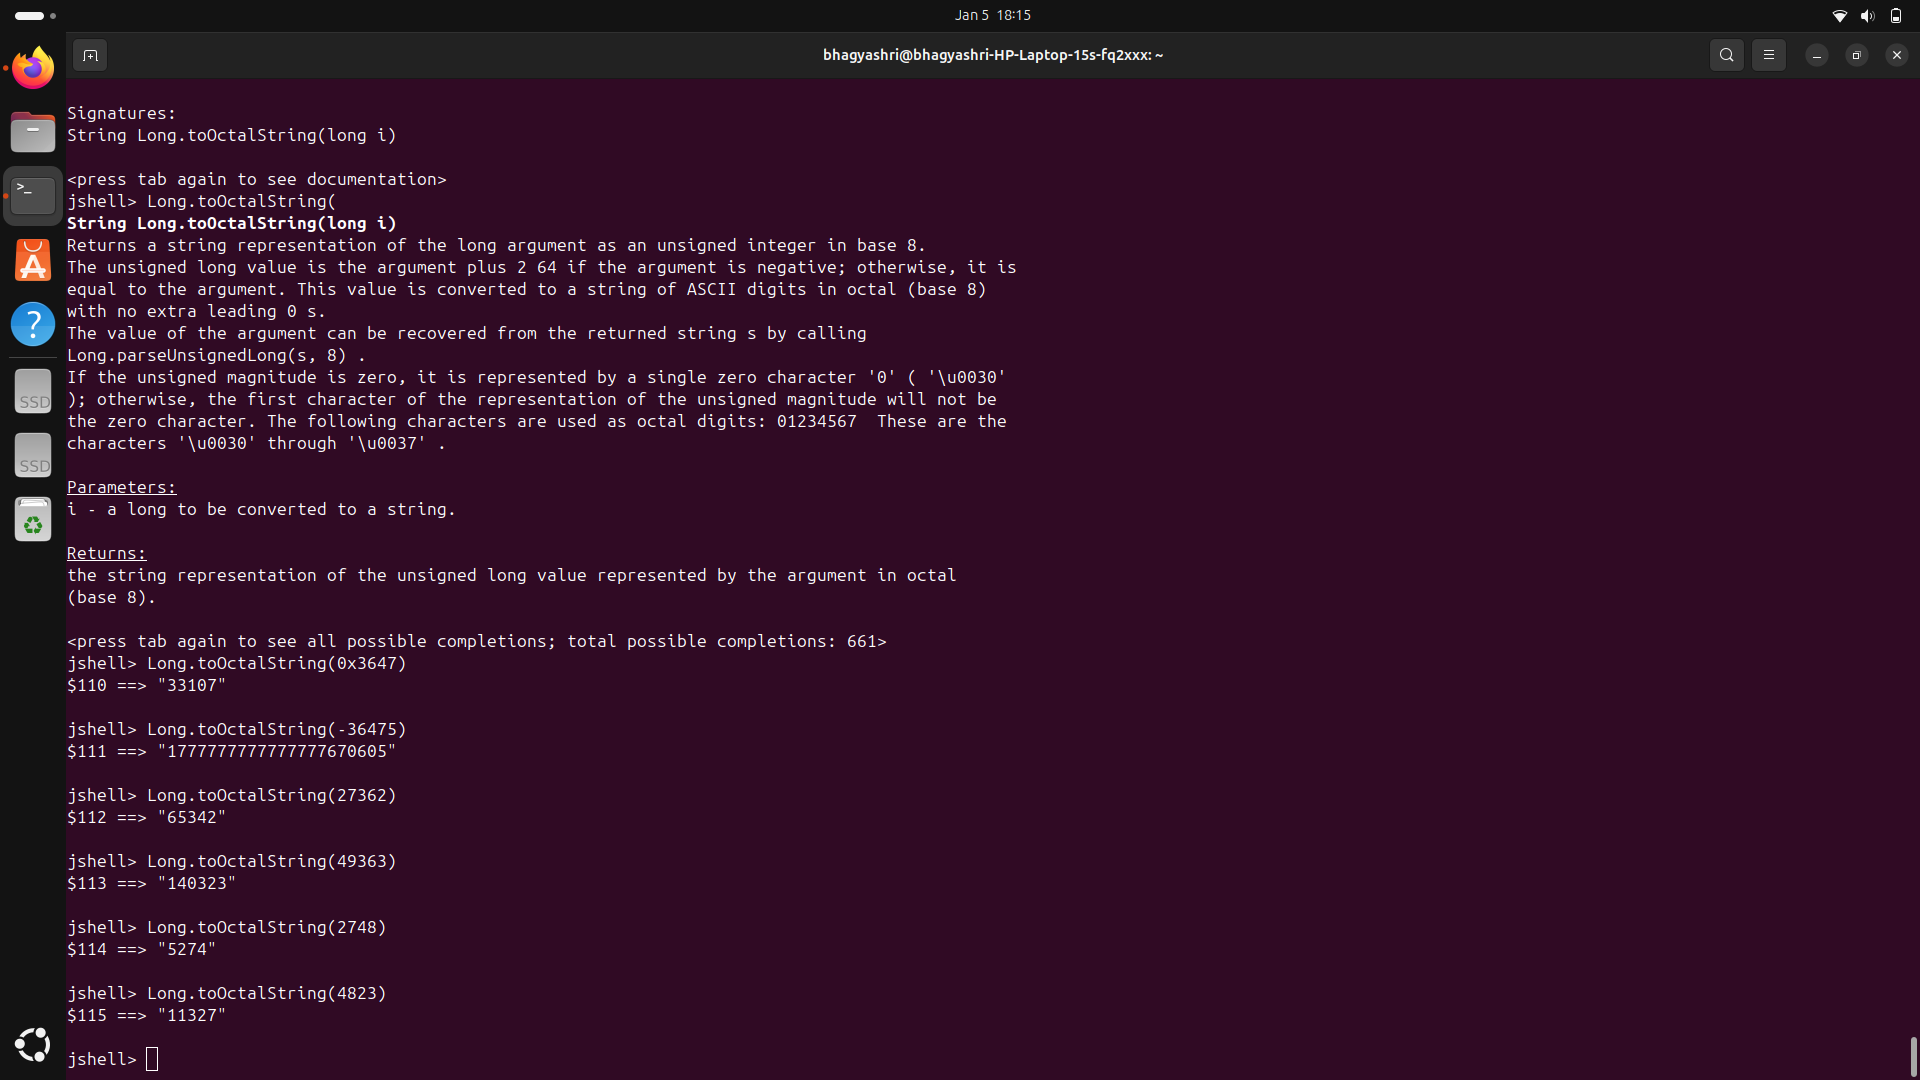 Jan 5 18:15
bhagyashri@bhagyashri-HP-Laptop-15s-fq2xxx: ~
Signatures:
String Long.toOctalString(long i)
<press tab again to see documentation>
jshell> Long.toOctalString(
String Long.toOctalString(long i)
Returns a string representation of the long argument as an unsigned integer in base 8.
The unsigned long value is the argument plus 2 64 if the argument is negative; otherwise, it is
equal to the argument. This value is converted to a string of ASCII digits in octal (base 8)
with no extra leading 0 s.
The value of the argument can be recovered from the returned string s by calling
Long.parseUnsignedLong(s, 8) .
If the unsigned magnitude is zero, it is represented by a single zero character '0' ( '\u0030'
); otherwise, the first character of the representation of the unsigned magnitude will not be
the zero character. The following characters are used as octal digits: 01234567  These are the
characters '\u0030' through '\u0037' .
Parameters:
i - a long to be converted to a string.
Returns:
the string representation of the unsigned long value represented by the argument in octal
(base 8).
<press tab again to see all possible completions; total possible completions: 661>
jshell> Long.toOctalString(0x3647)
$110 ==> "33107"
jshell> Long.toOctalString(-36475)
$111 ==> "1777777777777777670605"
jshell> Long.toOctalString(27362)
$112 ==> "65342"
jshell> Long.toOctalString(49363)
$113 ==> "140323"
jshell> Long.toOctalString(2748)
$114 ==> "5274"
jshell> Long.toOctalString(4823)
$115 ==> "11327"
jshell>
SSD
SSD